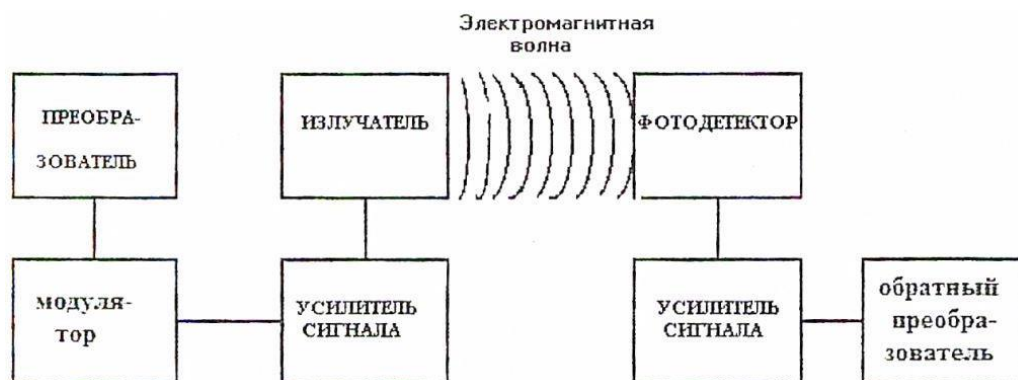 Электромагнитная
волна
ПРЕОБРА-
ЗОВАТЕЛЬ
ИЗЛУЧАТЕЛЬ
ФОТОДЕТЕКТОР
МОДУЛЯ-
ТОР
УСИЛИТЕЛЬ
СИГНАЛА
УСИЛИТЕЛЬ
СИГНАЛА
обратный
преобра-
зователь